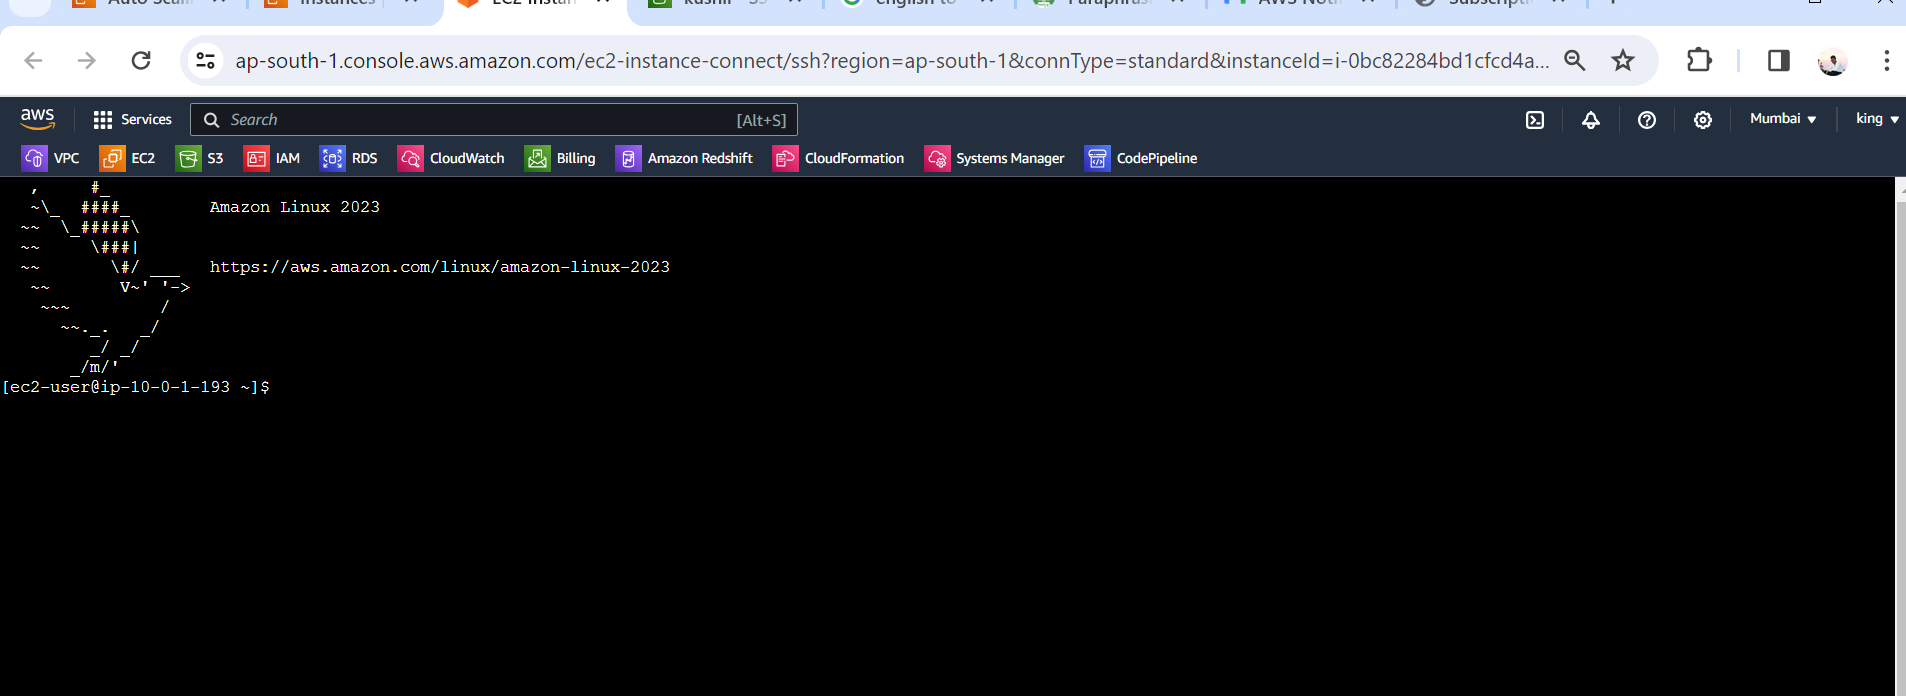 ap-south-1.console.aws.amazon.com/ec2-instance-connect/ssh?region=ap-south-1&connType=standard&instanceId=i-0bc82284bd1cfcd4a...
aws Services Search [Alt+S] Mumbai king
VPC EC2 S3 IAM RDS CloudWatch Billing Amazon Redshift CloudFormation Systems Manager CodePipeline
   ,     #_
   ~\_  ####_        Amazon Linux 2023
  ~~  \_#####\
  ~~     \###|
  ~~       \#/ ___   https://aws.amazon.com/linux/amazon-linux-2023
   ~~       V~' '->
    ~~~         /
      ~~._.   _/
         _/ _/
       _/m/'
[ec2-user@ip-10-0-1-193 ~]$